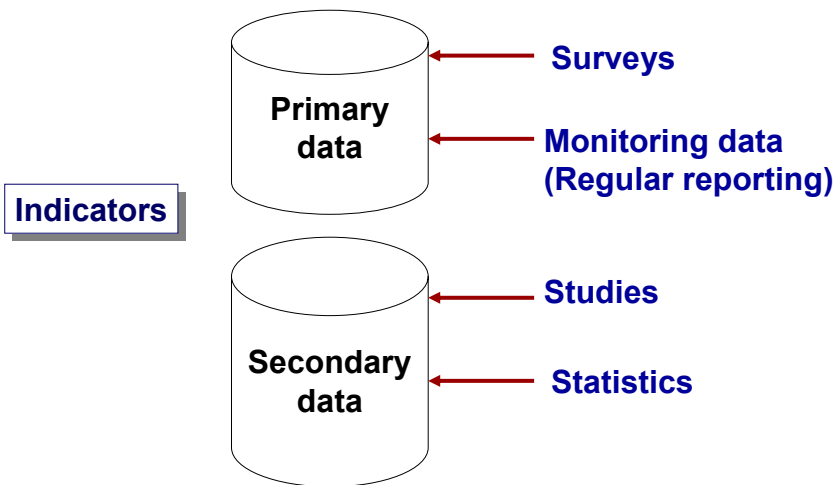 Indicators
Primary
data
Surveys
Monitoring data
(Regular reporting)
Secondary
data
Studies
Statistics